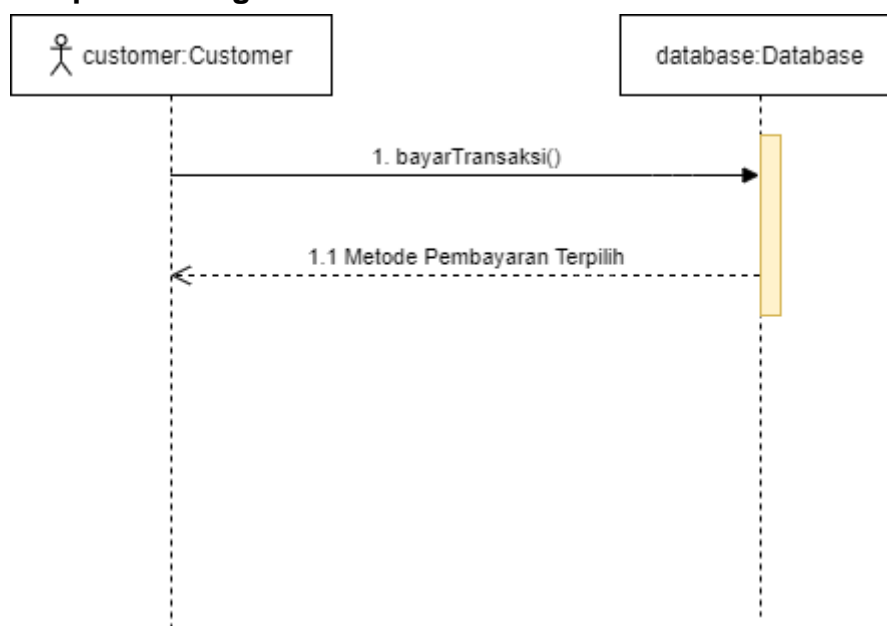 customer:Customer
database:Database
1. bayarTransaksi()
1.1 Metode Pembayaran Terpilih